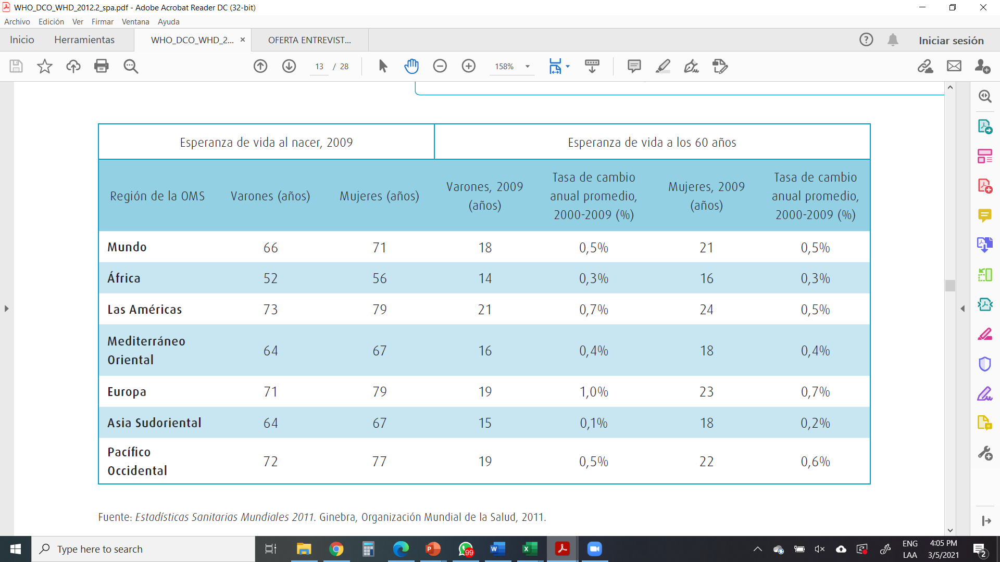 WHO_DCO_WHD_2012.2_spa.pdf - Adobe Acrobat Reader DC (32-bit)
Archivo Edición Ver Firmar Ventana Ayuda
Inicio Herramientas WHO_DCO_WHD_2... × OFERTA ENTREVIST... Iniciar sesión
13 / 28 158%
Esperanza de vida al nacer, 2009 Esperanza de vida a los 60 años
Región de la OMS Varones (años) Mujeres (años) Varones, 2009 (años) Tasa de cambio anual promedio, 2000-2009 (%) Mujeres, 2009 (años) Tasa de cambio anual promedio, 2000-2009 (%)
Mundo 66 71 18 0,5% 21 0,5%
África 52 56 14 0,3% 16 0,3%
Las Américas 73 79 21 0,7% 24 0,5%
Mediterráneo Oriental 64 67 16 0,4% 18 0,4%
Europa 71 79 19 1,0% 23 0,7%
Asia Sudoriental 64 67 15 0,1% 18 0,2%
Pacífico Occidental 72 77 19 0,5% 22 0,6%
Fuente: Estadísticas Sanitarias Mundiales 2011. Ginebra, Organización Mundial de la Salud, 2011.
Type here to search 99 ENG 4:05 PM
LAA 3/5/2021 2